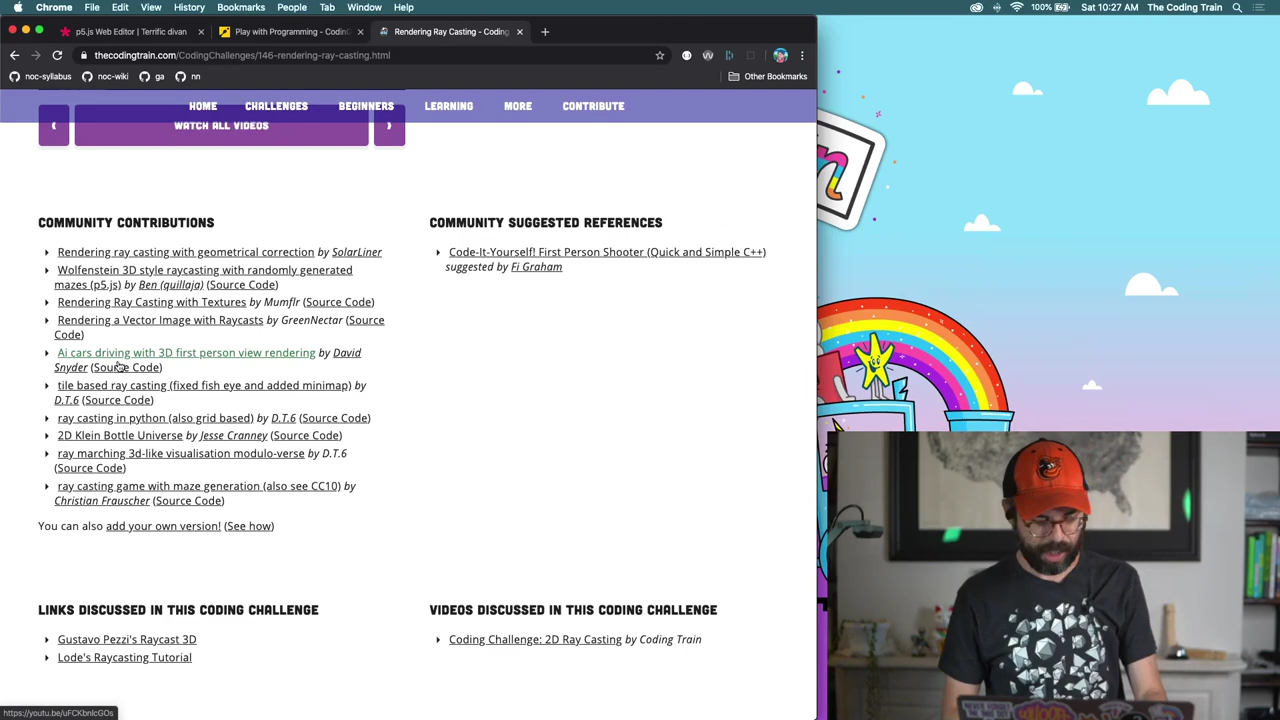 Chrome File Edit View History Bookmarks People Tab Window Help
100% Sat 10:27 AM The Coding Train
p5.js Web Editor | Terrific divan
Play with Programming - CodinG
Rendering Ray Casting - Coding
thecodingtrain.com/CodingChallenges/146-rendering-ray-casting.html
noc-syllabus noc-wiki ga nn Other Bookmarks
HOME CHALLENGES BEGINNERS LEARNING MORE CONTRIBUTE
WATCH ALL VIDEOS
COMMUNITY CONTRIBUTIONS
Rendering ray casting with geometrical correction by SolarLiner
Wolfenstein 3D style raycasting with randomly generated
mazes (p5.js) by Ben (quillaja) (Source Code)
Rendering Ray Casting with Textures by Mumflr (Source Code)
Rendering a Vector Image with Raycasts by GreenNectar (Source
Code)
Ai cars driving with 3D first person view rendering by David
Snyder (Source Code)
tile based ray casting (fixed fish eye and added minimap) by
D.T.6 (Source Code)
ray casting in python (also grid based) by D.T.6 (Source Code)
2D Klein Bottle Universe by Jesse Cranney (Source Code)
ray marching 3d-like visualisation modulo-verse by D.T.6
(Source Code)
ray casting game with maze generation (also see CC10) by
Christian Frauscher (Source Code)
You can also add your own version! (See how)
COMMUNITY SUGGESTED REFERENCES
Code-It-Yourself! First Person Shooter (Quick and Simple C++)
suggested by Fi Graham
LINKS DISCUSSED IN THIS CODING CHALLENGE
Gustavo Pezzi's Raycast 3D
Lode's Raycasting Tutorial
VIDEOS DISCUSSED IN THIS CODING CHALLENGE
Coding Challenge: 2D Ray Casting by Coding Train
https://youtu.be/uFCKbnlcGOs